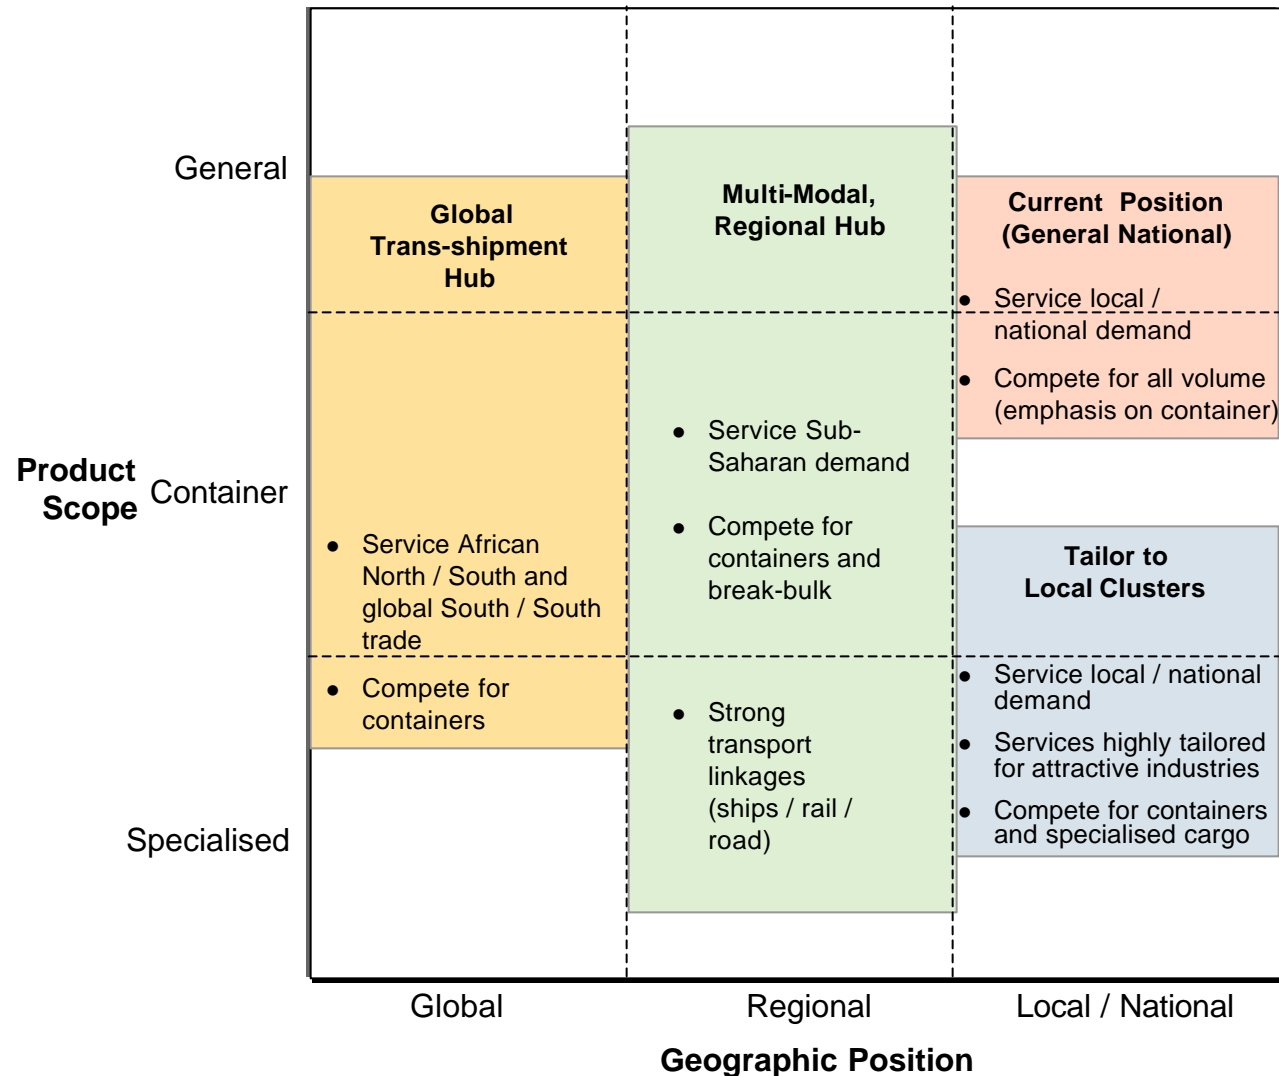 General
Container
Specialised
Product
Scope
Global
Trans-shipment
Hub
● Service African
North / South and
global South / South
trade
● Compete for
containers
Multi-Modal,
Regional Hub
● Service Sub-
Saharan demand
● Compete for
containers and
break-bulk
● Strong
transport
linkages
(ships / rail /
road)
Current Position
(General National)
● Service local /
national demand
● Compete for all volume
(emphasis on container)
Tailor to
Local Clusters
● Service local / national
demand
● Services highly tailored
for attractive industries
● Compete for containers
and specialised cargo
Global
Regional
Local / National
Geographic Position